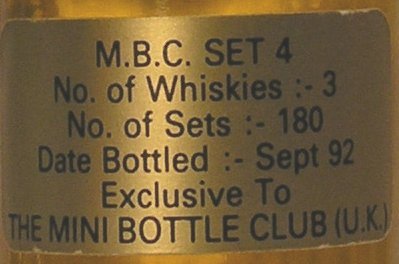 M.B.C. SET 4
No. of Whiskies :- 3
No. of Sets :- 180
Date Bottled :- Sept 92
Exclusive To
THE MINI BOTTLE CLUB (U.K.)